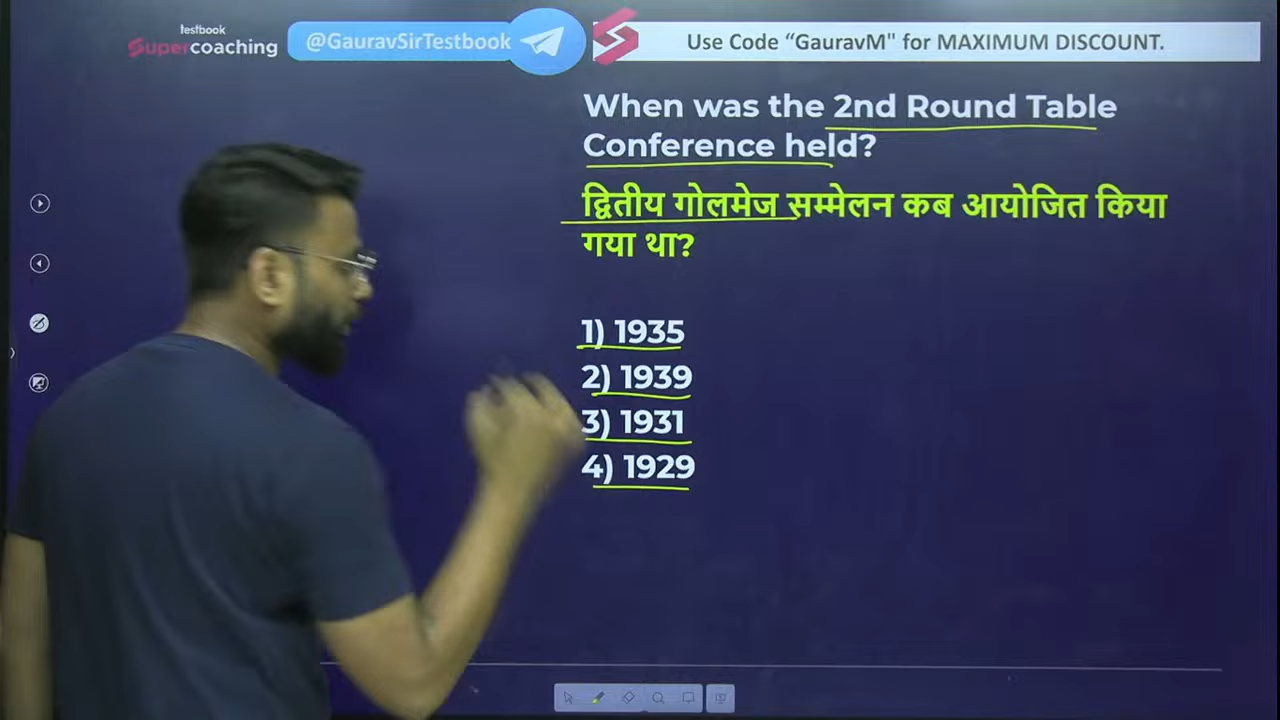 testbook
Supercoaching
@GauravSirTestbook
Use Code “GauravM" for MAXIMUM DISCOUNT.
When was the 2nd Round Table
Conference held?
द्वितीय गोलमेज सम्मेलन कब आयोजित किया
गया था?
1) 1935
2) 1939
3) 1931
4) 1929